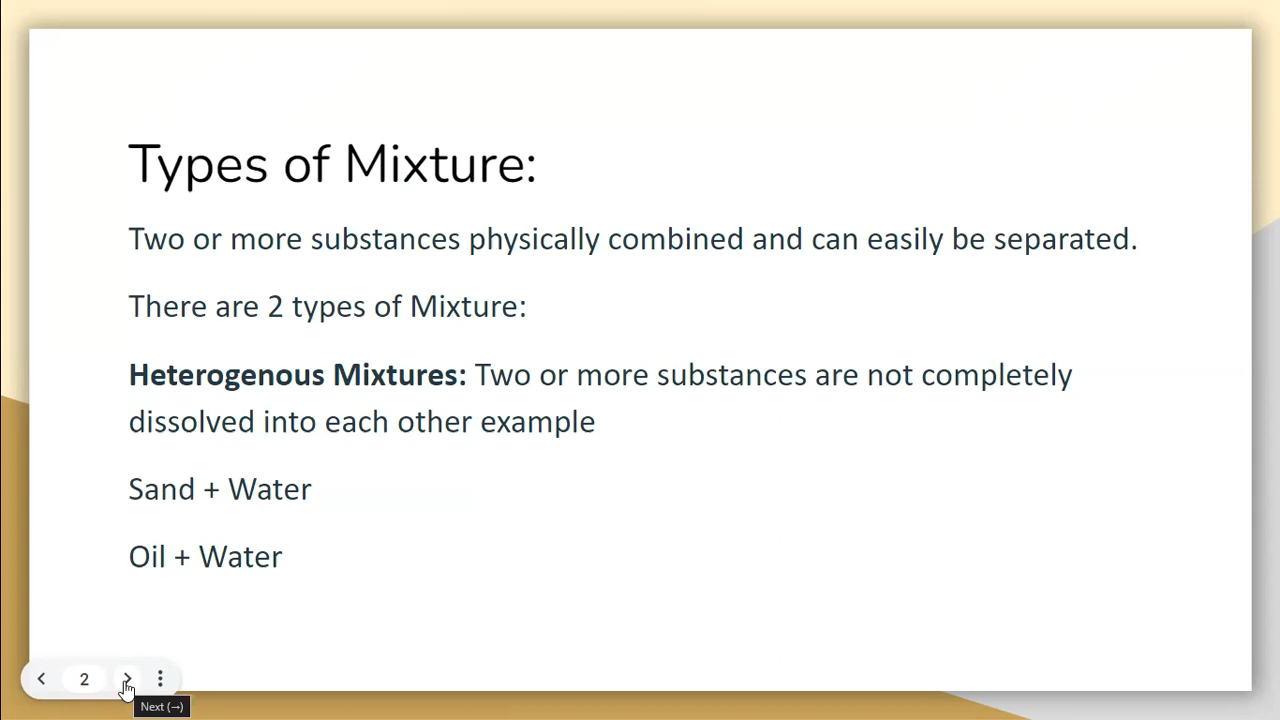 Types of Mixture:
Two or more substances physically combined and can easily be separated.
There are 2 types of Mixture:
Heterogenous Mixtures: Two or more substances are not completely
dissolved into each other example
Sand + Water
Oil + Water
2
Next (→)